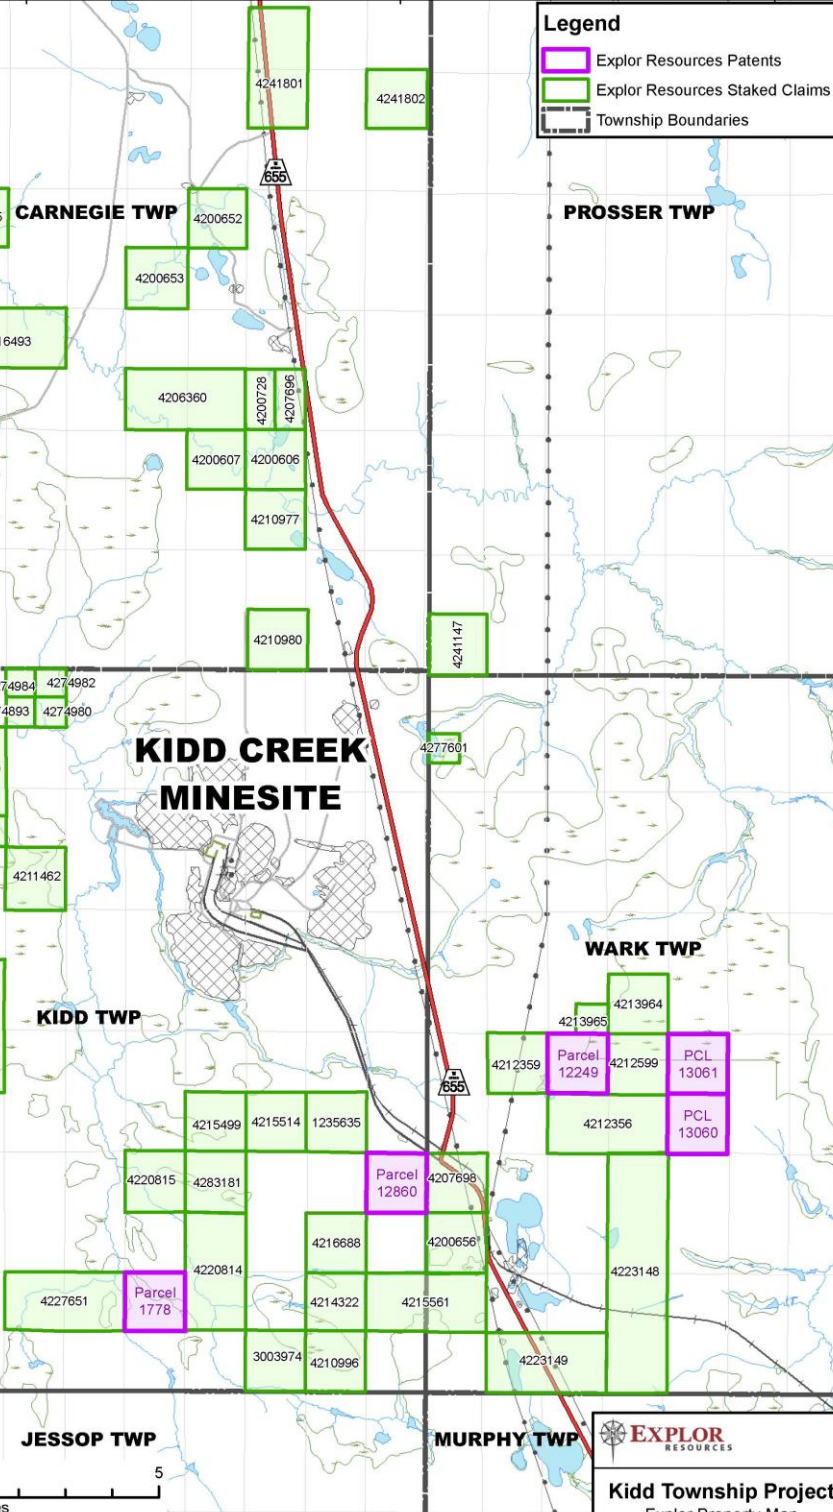 Legend
Explor Resources Patents
Explor Resources Staked Claims
Township Boundaries
4241801
4241802
655
CARNEGIE TWP
4200652
PROSSER TWP
4200653
16493
4206360
4200728
4207696
4200607
4200606
4210977
4210980
4241147
74984
4274982
4893
4274980
KIDD CREEK
MINESITE
4277601
4211462
WARK TWP
4213964
KIDD TWP
4213965
4212359
Parcel
12249
4212599
PCL
13061
655
4215499
4215514
1235635
4212356
PCL
13060
4220815
4283181
Parcel
12860
4207698
4216688
4200656
4220814
4223148
4227651
Parcel
1778
4214322
4215561
3003974
4210996
4223149
JESSOP TWP
MURPHY TWP
EXPLOR
RESOURCES
5
Kidd Township Project